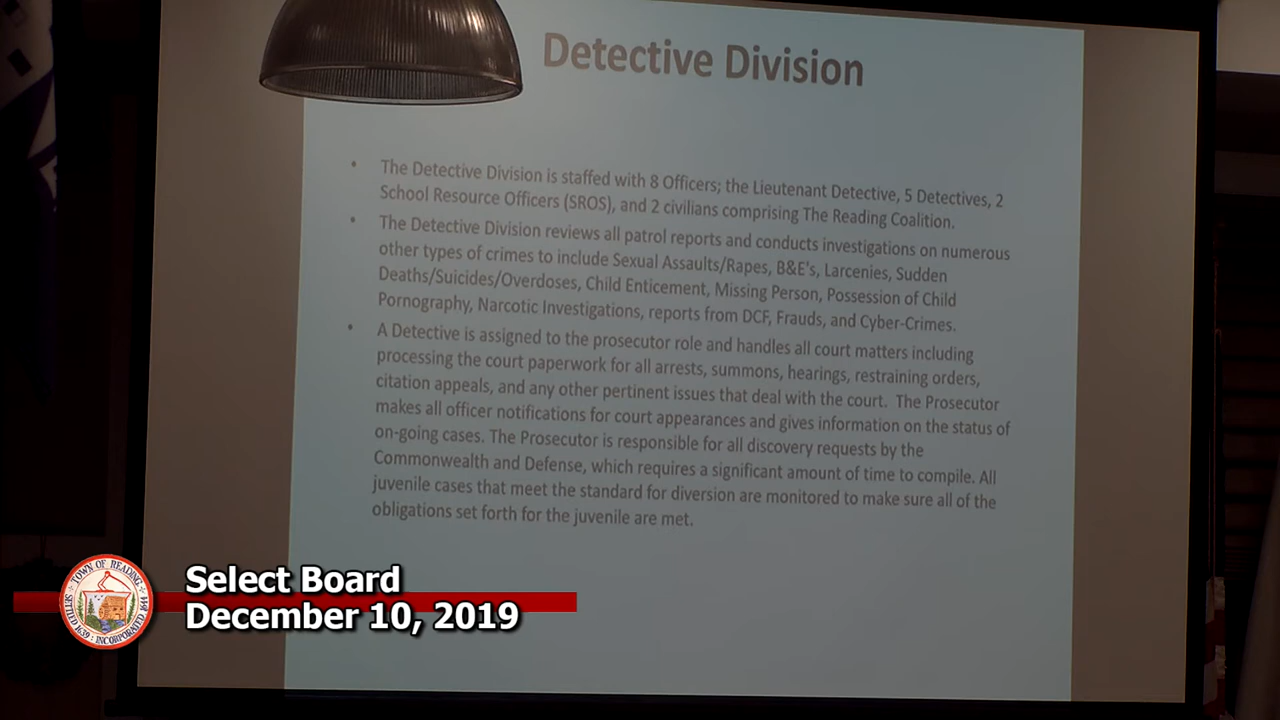 Detective Division
• The Detective Division is staffed with 8 Officers; the Lieutenant Detective, 5 Detectives, 2
School Resource Officers (SROS), and 2 civilians comprising The Reading Coalition.
• The Detective Division reviews all patrol reports and conducts investigations on numerous
other types of crimes to include Sexual Assaults/Rapes, B&E's, Larcenies, Sudden
Deaths/Suicides/Overdoses, Child Enticement, Missing Person, Possession of Child
Pornography, Narcotic Investigations, reports from DCF, Frauds, and Cyber-Crimes.
• A Detective is assigned to the prosecutor role and handles all court matters including
processing the court paperwork for all arrests, summons, hearings, restraining orders,
citation appeals, and any other pertinent issues that deal with the court. The Prosecutor
makes all officer notifications for court appearances and gives information on the status of
on-going cases. The Prosecutor is responsible for all discovery requests by the
Commonwealth and Defense, which requires a significant amount of time to compile. All
juvenile cases that meet the standard for diversion are monitored to make sure all of the
obligations set forth for the juvenile are met.
TOWN OF READING
SETTLED 1639 : INCORPORATED 1644
Select Board
December 10, 2019